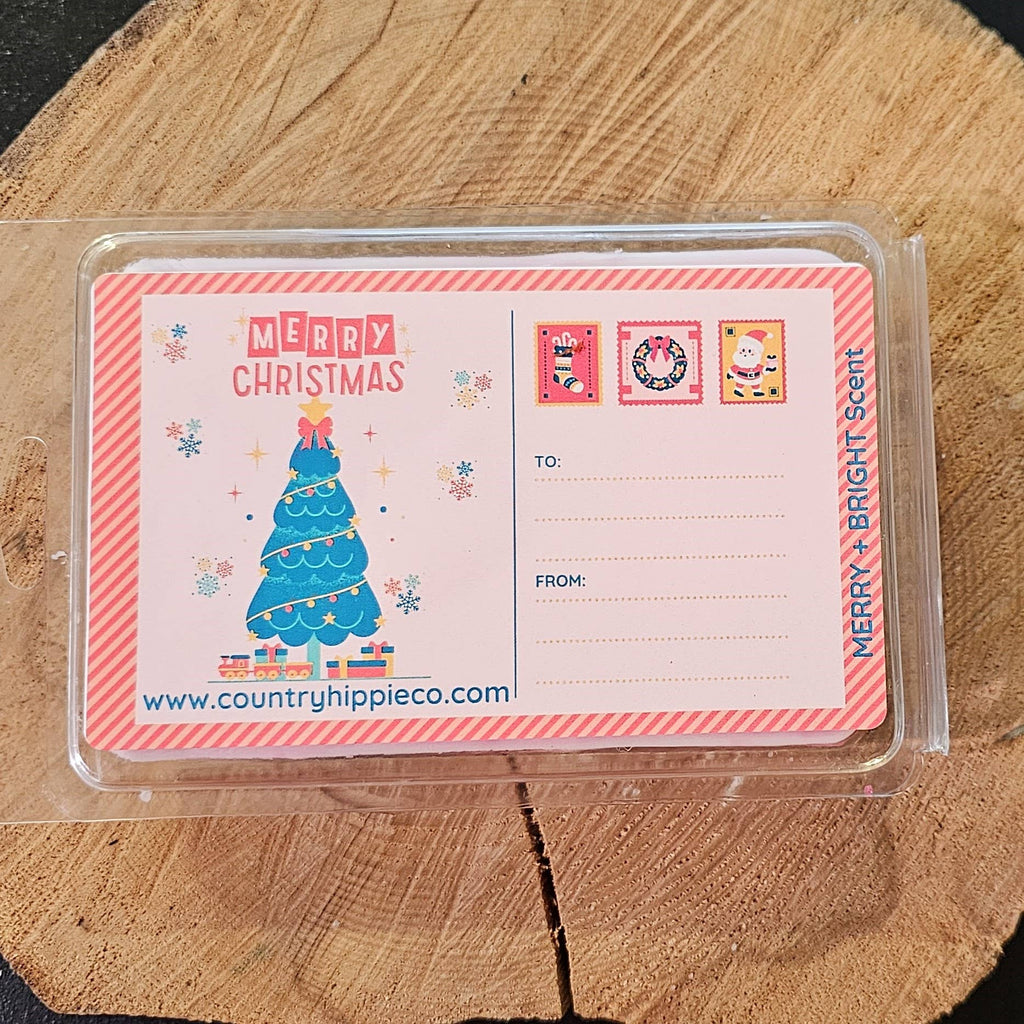 MERRY
CHRISTMAS
www.countryhippieco.com
TO:
FROM:
MERRY + BRIGHT Scent